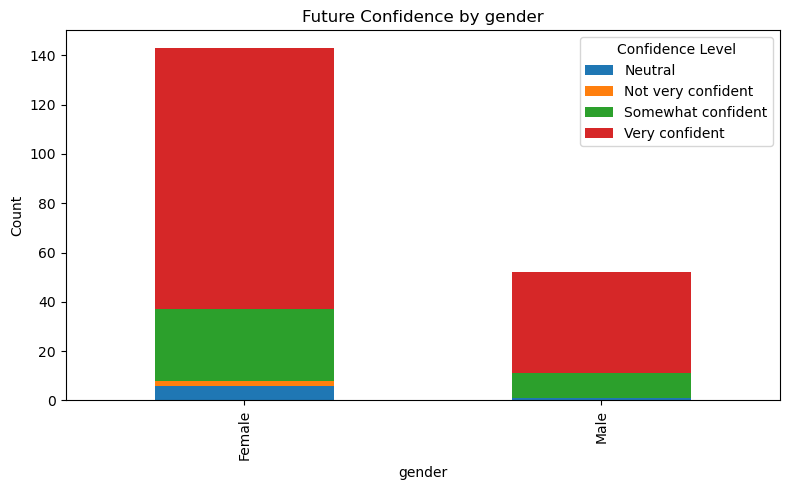 Future Confidence by gender
Confidence Level
Neutral
Not very confident
Somewhat confident
Very confident
Count
140
120
100
80
60
40
20
0
Female
Male
gender